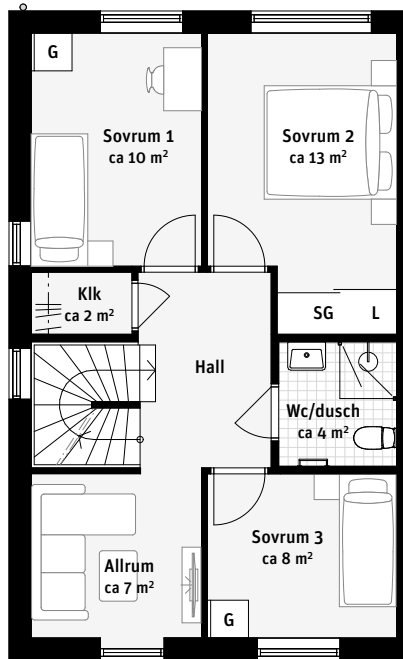 G
Sovrum 1
ca 10 m²
Sovrum 2
ca 13 m²
Klk
ca 2 m²
SG
L
Hall
Wc/dusch
ca 4 m²
Allrum
ca 7 m²
Sovrum 3
ca 8 m²
G